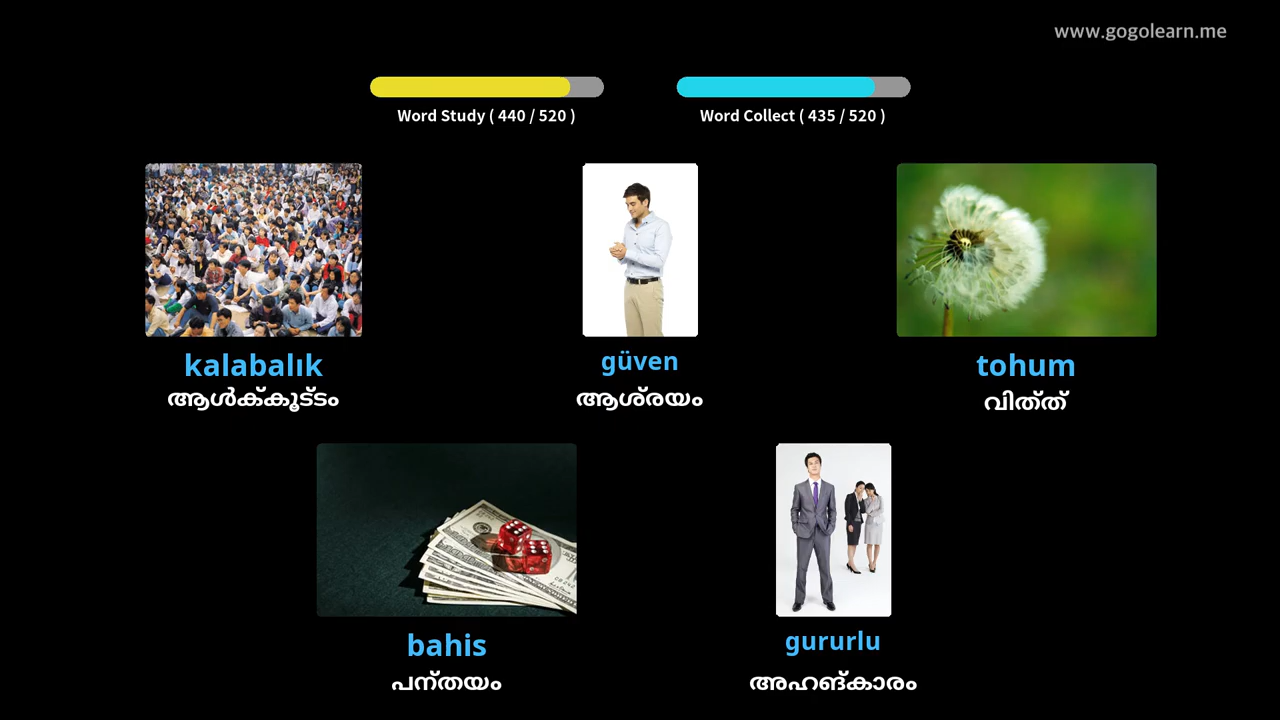 www.gogolearn.me
Word Study ( 440 / 520 )
Word Collect ( 435 / 520 )
kalabalık
ആൾക്കൂട്ടം
güven
ആശ്രയം
tohum
വിത്ത്
bahis
പന്തയം
gururlu
അഹങ്കാരം